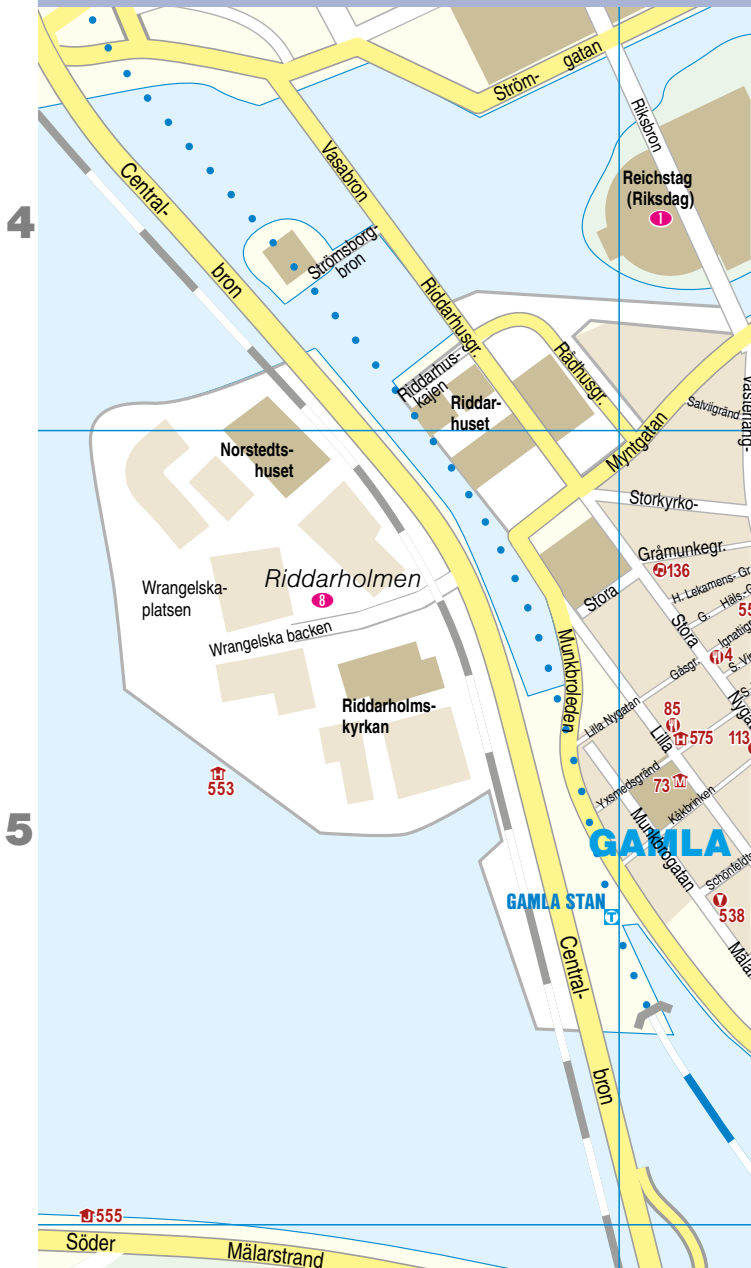 Ström-
gatan
Riksbron
Vasabron
Central-
bron
4
Reichstag
(Riksdag)
1
Strömsborg-
bron
Riddarhusgr.
Rådhusgr.
Riddarhus-
kajen
Riddar-
huset
Salviigränd
Myntgatan
Norstedts-
huset
Storkyrko-
Gråmunkegr.
136
H. Lekamens- Gr.
Stora
Stora
Riddarholmen
8
Wrangelska-
platsen
Wrangelska backen
Munkbroleden
Gåsgr.
4
Lilla Nygatan
Riddarholms-
kyrkan
85
575
Lilla
113
H
553
Yxsmedsgränd
73 M
Kåkbrinken
5
GAMLA
Munkbrogatan
538
GAMLA STAN
T
Central-
bron
555
Söder
Mälarstrand